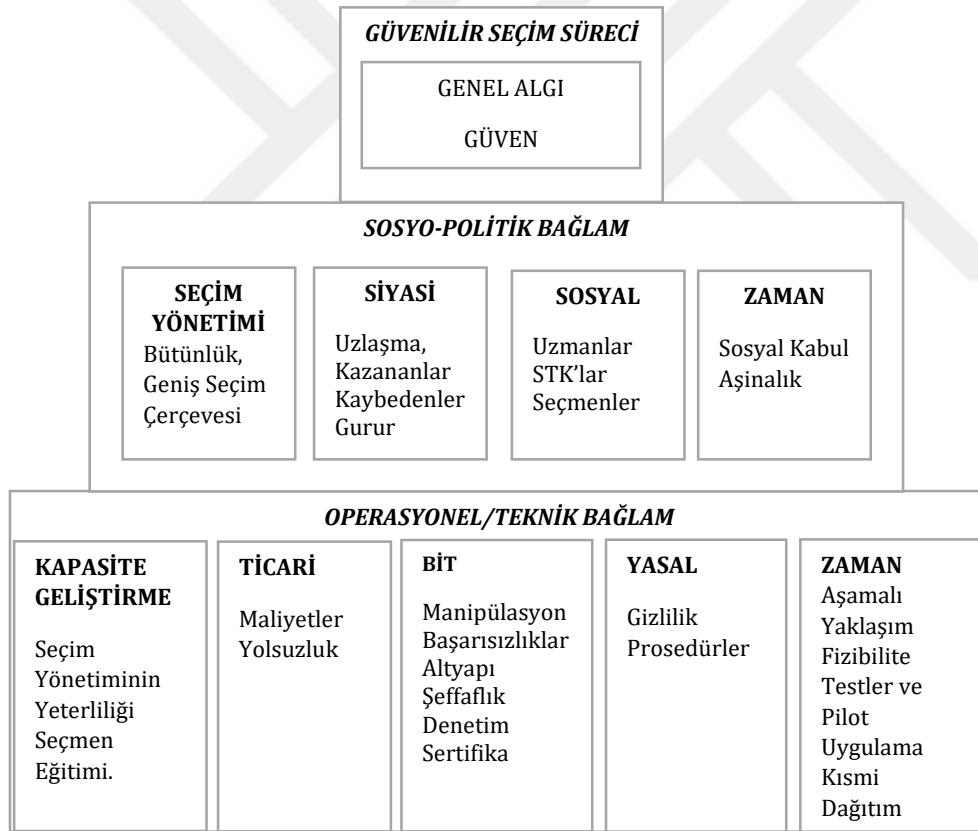 GÜVENİLİR SEÇİM SÜRECİ
GENEL ALGI
GÜVEN
SOSYO-POLİTİK BAĞLAM
SEÇİM
YÖNETİMİ
Bütünlük,
Geniş Seçim
Çerçevesi
SİYASİ
Uzlaşma,
Kazananlar
Kaybedenler
Gurur
SOSYAL
Uzmanlar
STK’lar
Seçmenler
ZAMAN
Sosyal Kabul
Aşinalık
OPERASYONEL/TEKNİK BAĞLAM
KAPASİTE
GELİŞTİRME
Seçim
Yönetiminin
Yeterliliği
Seçmen
Eğitimi.
TİCARİ
Maliyetler
Yolsuzluk
BİT
Manipülasyon
Başarısızlıklar
Altyapı
Şeffaflık
Denetim
Sertifika
YASAL
Gizlilik
Prosedürler
ZAMAN
Aşamalı
Yaklaşım
Fizibilite
Testler ve
Pilot
Uygulama
Kısmi
Dağıtım